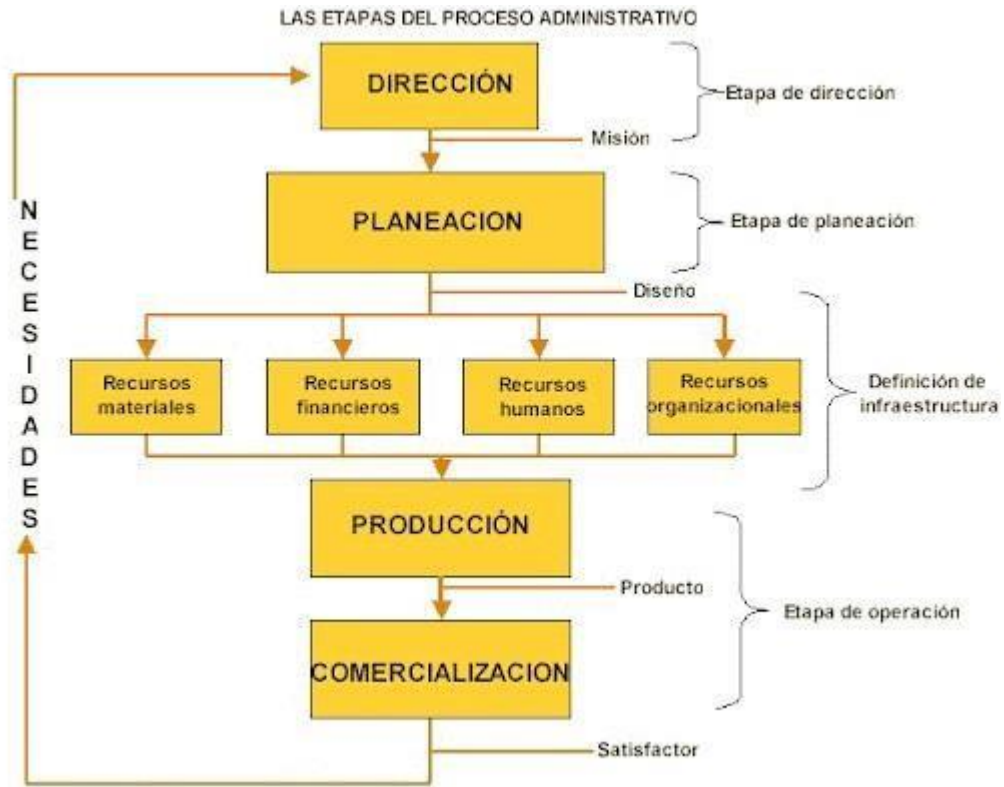 LAS ETAPAS DEL PROCESO ADMINISTRATIVO
DIRECCIÓN
Etapa de dirección
Misión
PLANEACION
Etapa de planeación
Diseño
NECESIDADES
Recursos
materiales
Recursos
financieros
Recursos
humanos
Recursos
organizacionales
Definición de
infraestructura
PRODUCCIÓN
Producto
Etapa de operación
COMERCIALIZACION
Satisfactor